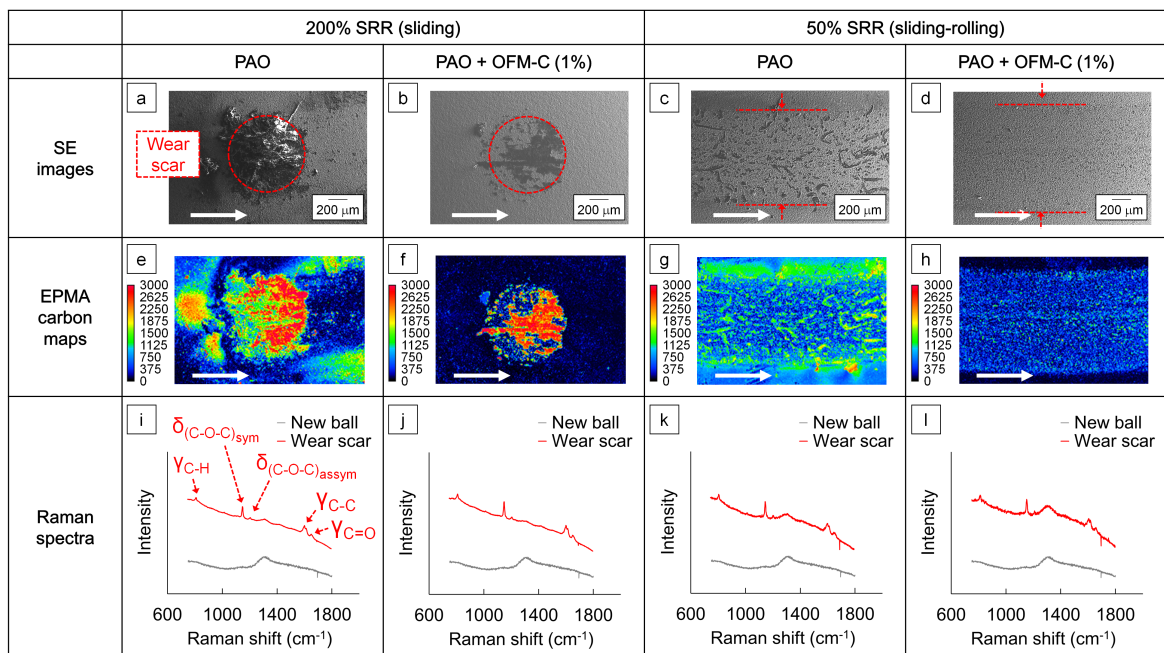 200% SRR (sliding)
50% SRR (sliding-rolling)
PAO
PAO + OFM-C (1%)
PAO
PAO + OFM-C (1%)
SE
images
a
Wear
scar
200 μm
b
200 μm
c
200 μm
d
200 μm
EPMA
carbon
maps
e
3000
2625
2250
1875
1500
1125
750
375
0
f
3000
2625
2250
1875
1500
1125
750
375
0
g
3000
2625
2250
1875
1500
1125
750
375
0
h
3000
2625
2250
1875
1500
1125
750
375
0
Raman
spectra
i
New ball
Wear scar
δ(C-O-C)sym
γC-H
δ(C-O-C)assym
γC-C
γC=O
Intensity
600 1000 1400 1800
Raman shift (cm-1)
j
New ball
Wear scar
Intensity
600 1000 1400 1800
Raman shift (cm-1)
k
New ball
Wear scar
Intensity
600 1000 1400 1800
Raman shift (cm-1)
l
New ball
Wear scar
Intensity
600 1000 1400 1800
Raman shift (cm-1)